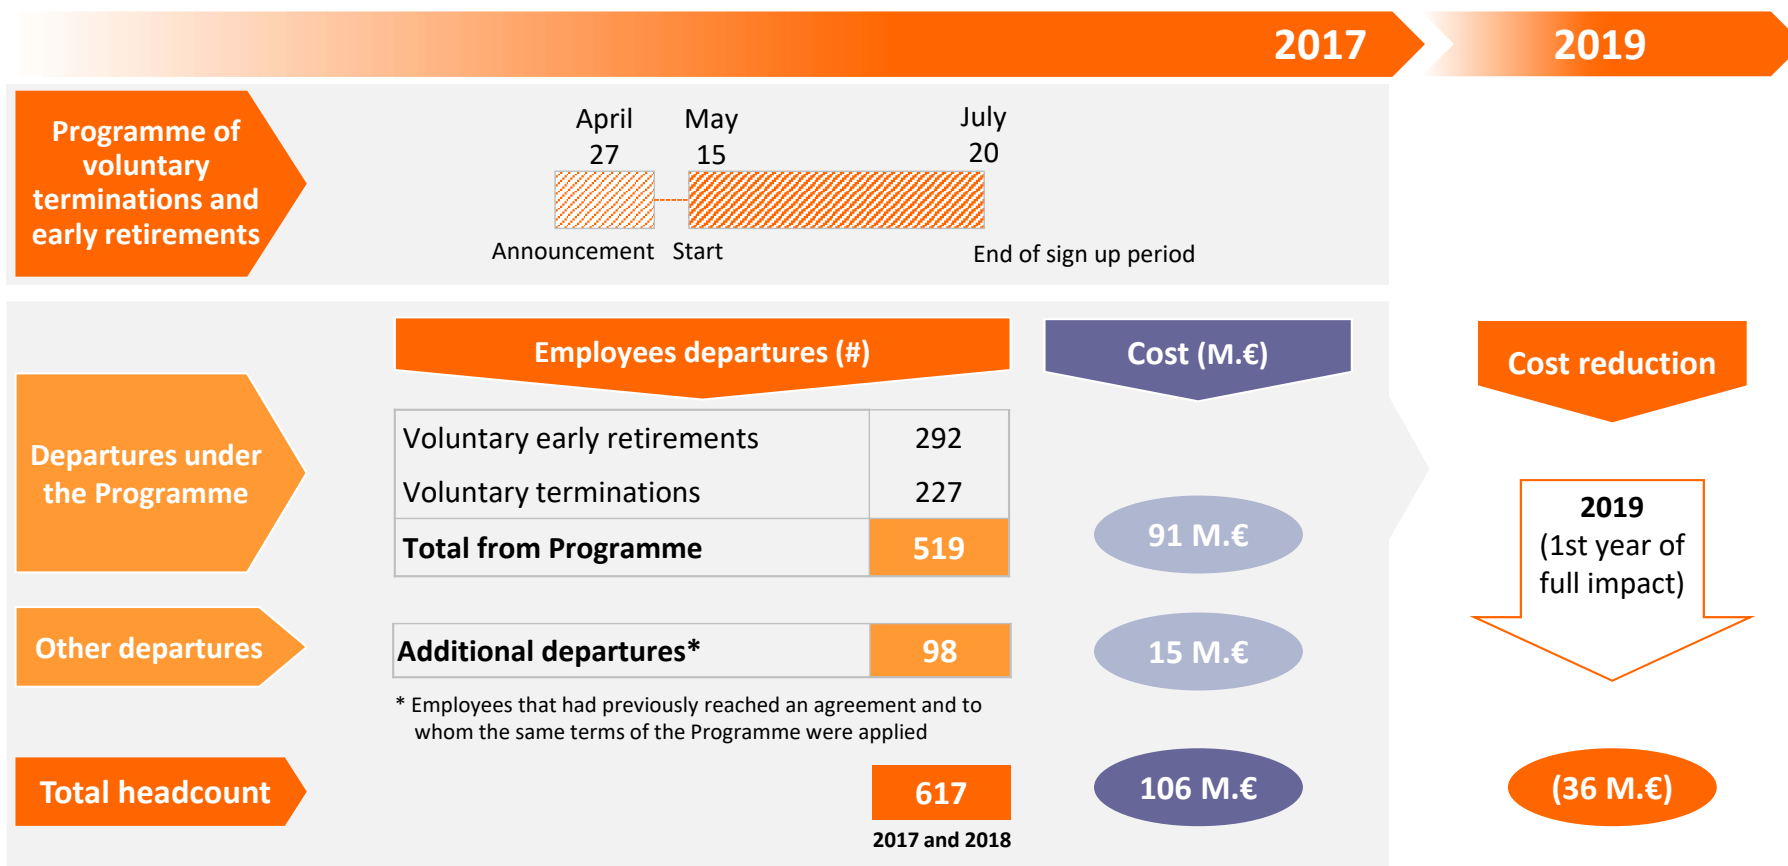 2017
2019
Programme of
voluntary
terminations and
early retirements
April
27
May
15
July
20
Announcement
Start
End of sign up period
Employees departures (#)
Cost (M.€)
Cost reduction
Departures under
the Programme
Voluntary early retirements 292
Voluntary terminations 227
Total from Programme 519
91 M.€
2019
(1st year of
full impact)
Other departures
Additional departures* 98
15 M.€
* Employees that had previously reached an agreement and to
whom the same terms of the Programme were applied
Total headcount
617
2017 and 2018
106 M.€
(36 M.€)